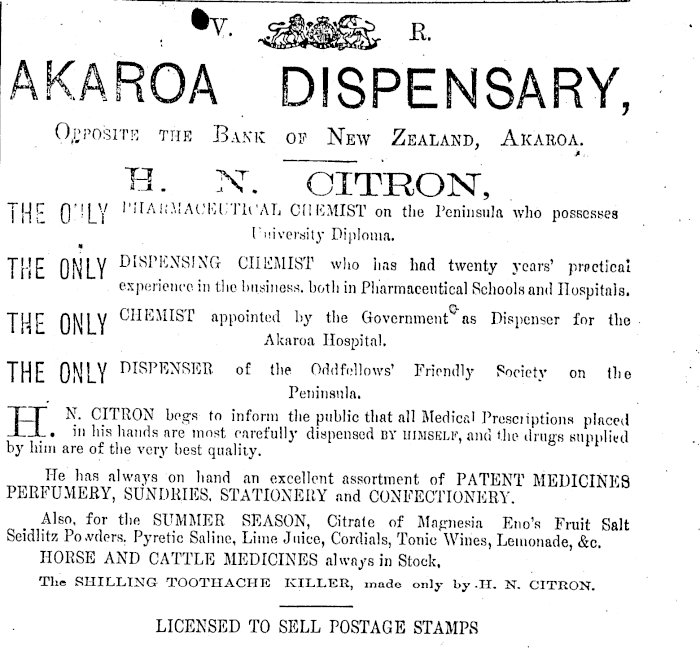 V. R.
AKAROA DISPENSARY,
OPPOSITE THE BANK OF NEW ZEALAND, AKAROA.
H. N. CITRON,
THE ONLY PHARMACEUTICAL CHEMIST on the Peninsula who possesses
University Diploma.
THE ONLY DISPENSING CHEMIST who has had twenty years' practical
experience in the business, both in Pharmaceutical Schools and Hospitals.
THE ONLY CHEMIST appointed by the Government as Dispenser for the
Akaroa Hospital.
THE ONLY DISPENSER of the Oddfellows' Friendly Society on the
Peninsula.
H. N. CITRON begs to inform the public that all Medical Prescriptions placed
in his hands are most carefully dispensed BY HIMSELF, and the drugs supplied
by him are of the very best quality.
He has always on hand an excellent assortment of PATENT MEDICINES
PERFUMERY, SUNDRIES, STATIONERY and CONFECTIONERY.
Also, for the SUMMER SEASON, Citrate of Magnesia Eno's Fruit Salt
Seidlitz Powders. Pyretic Saline, Lime Juice, Cordials, Tonic Wines, Lemonade, &c.
HORSE AND CATTLE MEDICINES always in Stock,
The SHILLING TOOTHACHE KILLER, made only by H. N. CITRON.
LICENSED TO SELL POSTAGE STAMPS